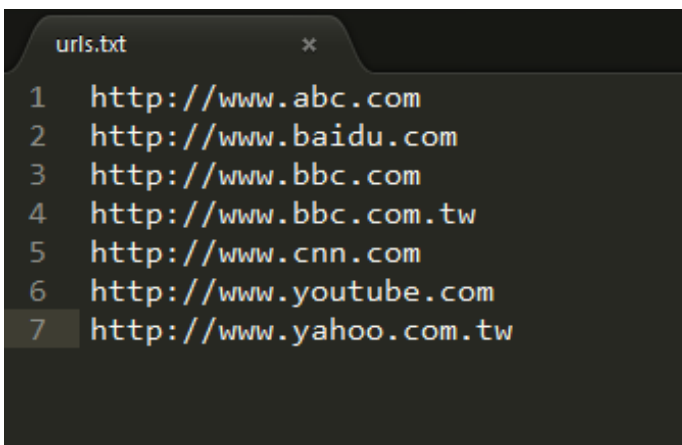 urls.txt ×
1 http://www.abc.com
2 http://www.baidu.com
3 http://www.bbc.com
4 http://www.bbc.com.tw
5 http://www.cnn.com
6 http://www.youtube.com
7 http://www.yahoo.com.tw